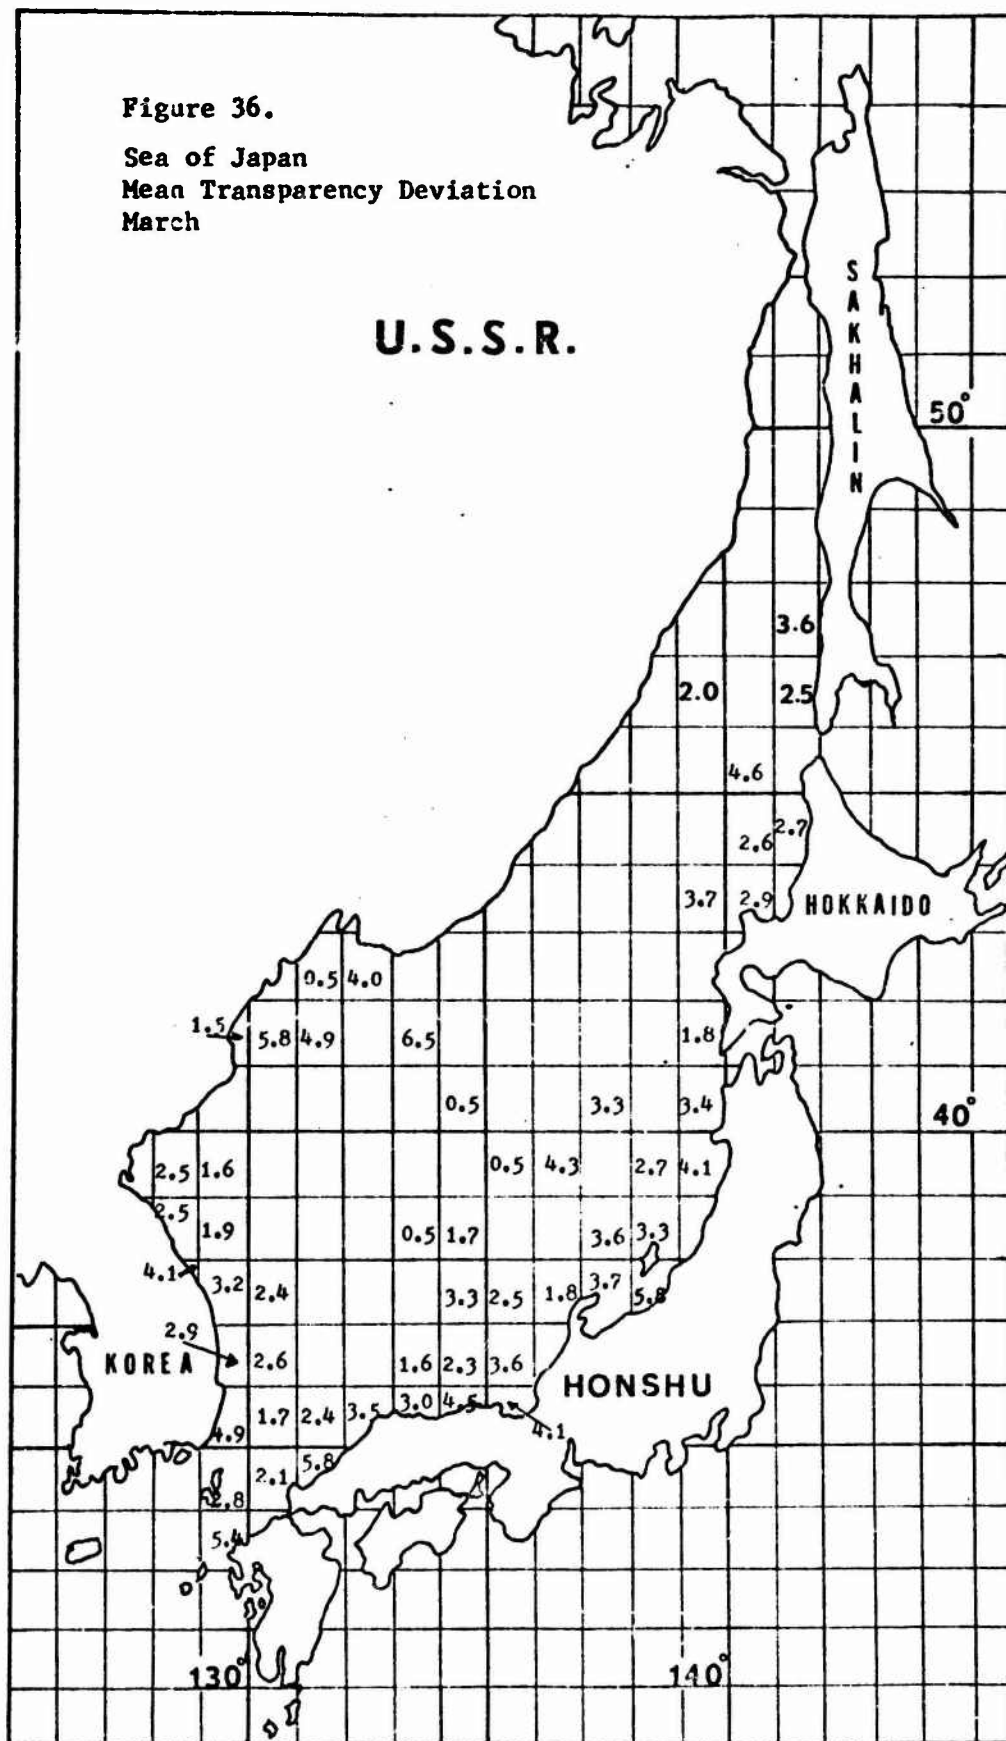 Figure 36.
Sea of Japan
Mean Transparency Deviation
March
U.S.S.R.
SAKHALIN
50°
3.6
2.0 2.5
4.6
2.7
2.6
3.7 2.9 HOKKAIDO
0.5 4.0
1.5 5.8 4.9 6.5 1.8
0.5 3.3 3.4 40°
2.5 1.6 0.5 4.3 2.7 4.1
2.5
1.9 0.5 1.7 3.6 3.3
4.1 3.2 2.4 3.3 2.5 1.8 3.7 5.8
2.9
KOREA 2.6 1.6 2.3 3.6
HONSHU
4.9 1.7 2.4 3.5 3.0 4.5 4.1
2.1 5.8
2.8
5.4
130° 140°